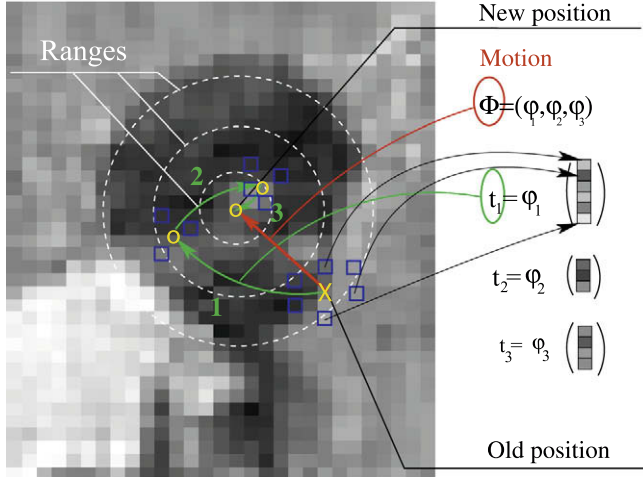 New position
Ranges
Motion
Φ=(φ₁,φ₂,φ₃)
2
t₁=φ₁
3
O
O
O
t₂=φ₂
1
X
t₃= φ₃
Old position